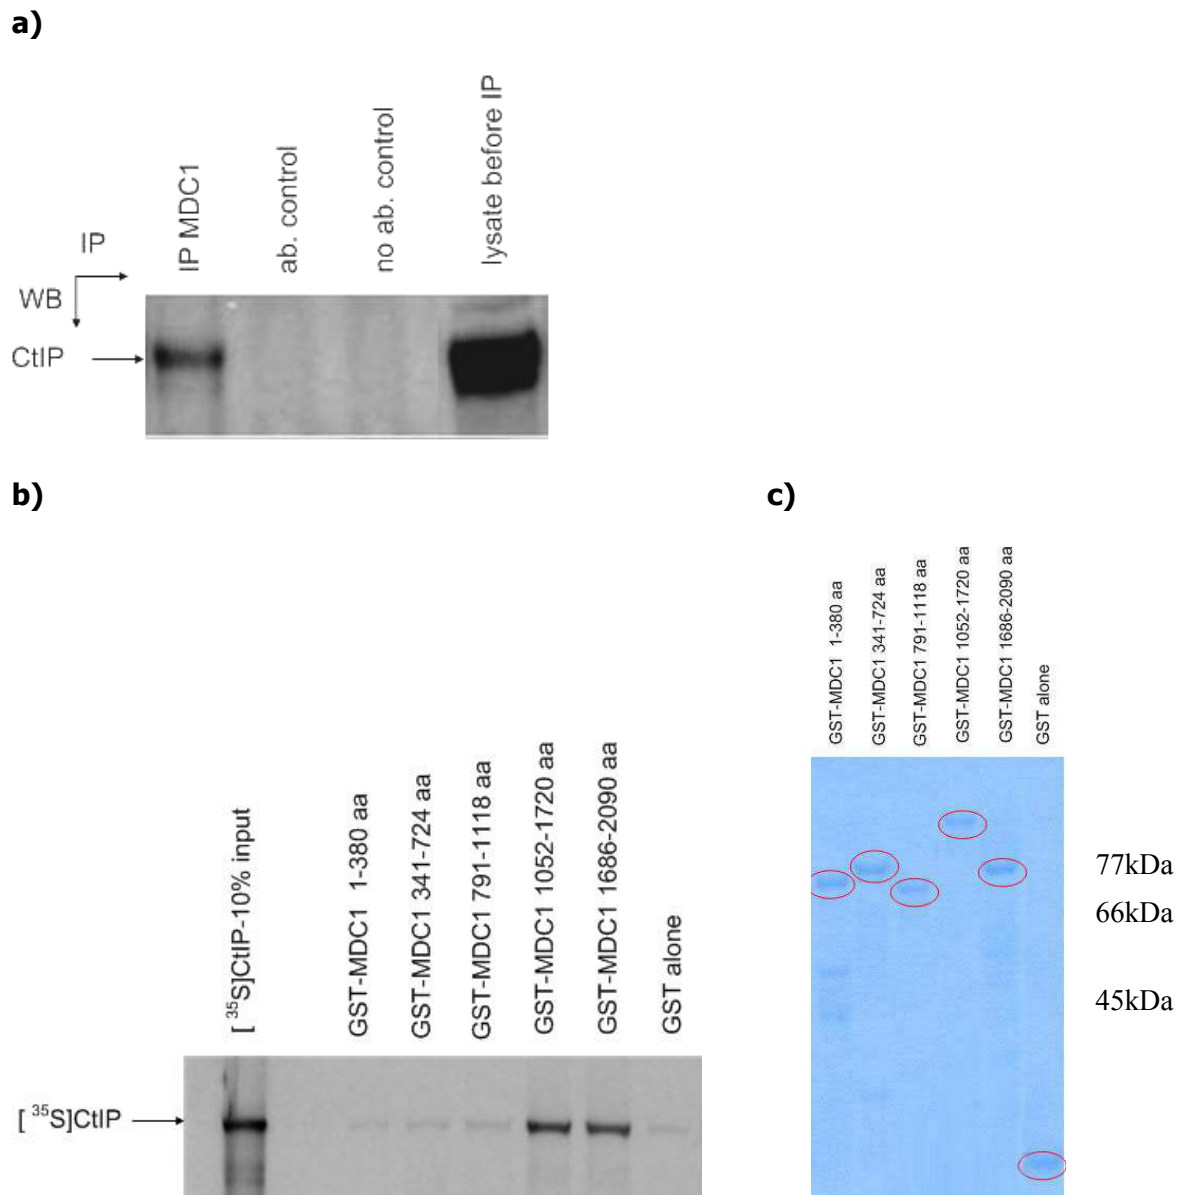 a)
IP MDC1
ab. control
no ab. control
lysate before IP
IP
WB
CtIP
b)
[ ³⁵S]CtIP-10% input
GST-MDC1 1-380 aa
GST-MDC1 341-724 aa
GST-MDC1 791-1118 aa
GST-MDC1 1052-1720 aa
GST-MDC1 1686-2090 aa
GST alone
[ ³⁵S]CtIP
c)
GST-MDC1 1-380 aa
GST-MDC1 341-724 aa
GST-MDC1 791-1118 aa
GST-MDC1 1052-1720 aa
GST-MDC1 1686-2090 aa
GST alone
77kDa
66kDa
45kDa